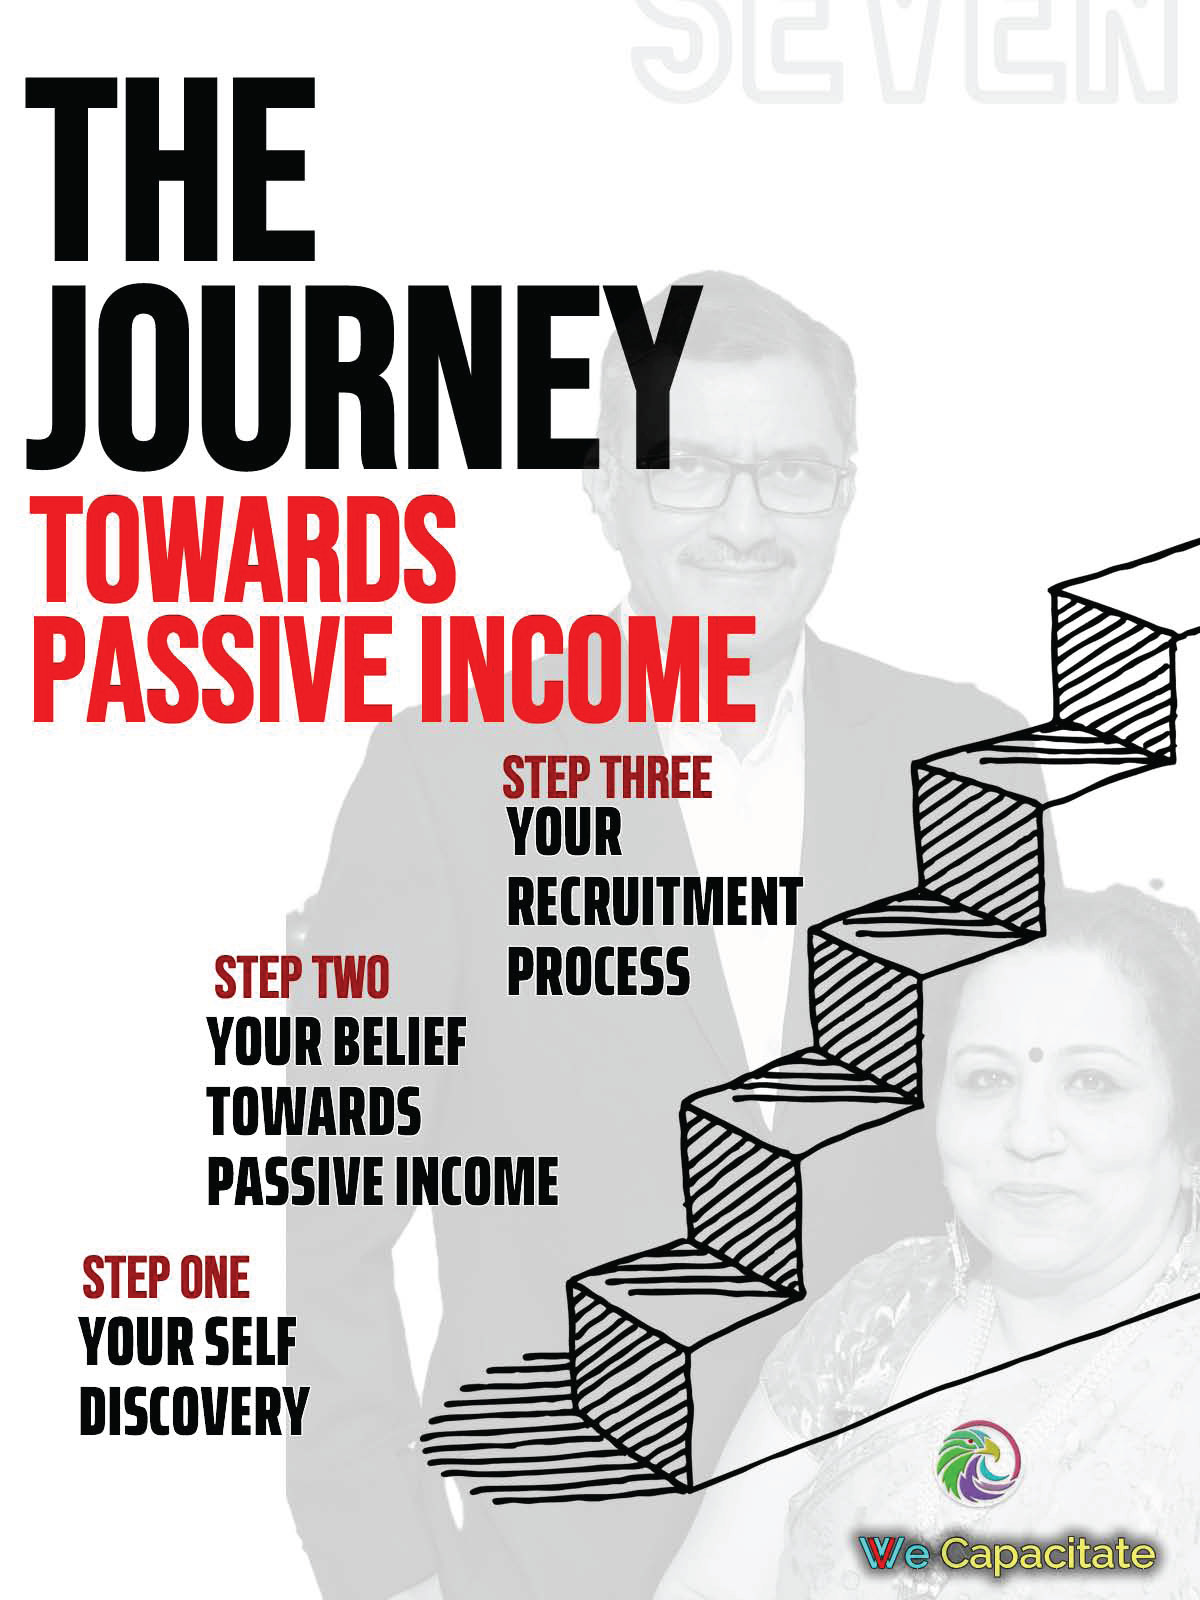 SEVEN
THE
JOURNEY
TOWARDS
PASSIVE INCOME
STEP THREE
YOUR
RECRUITMENT
PROCESS
STEP TWO
YOUR BELIEF
TOWARDS
PASSIVE INCOME
STEP ONE
YOUR SELF
DISCOVERY
We Capacitate